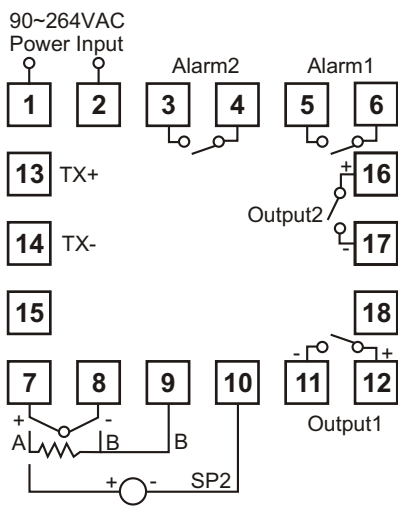 90~264VAC
Power Input
Alarm2
Alarm1
1
2
3
4
5
6
13
TX+
+
16
Output2
14
TX-
-
17
15
18
-
+
7
8
9
10
11
12
Output1
+
-
A
B
B
+
-
SP2